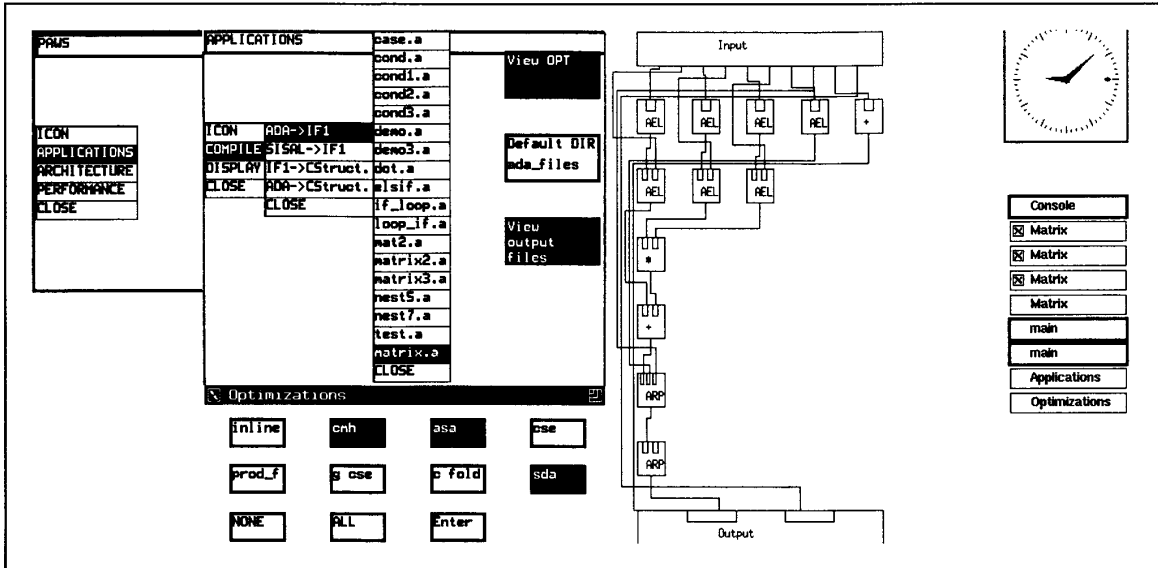 PAWS
ICON
APPLICATIONS
ARCHITECTURE
PERFORMANCE
CLOSE
APPLICATIONS
ICON
COMPILE
DISPLAY
CLOSE
ADA->IF1
SISAL->IF1
IF1->CStruct.
ADA->CStruct.
CLOSE
case.a
cond.a
cond1.a
cond2.a
cond3.a
demo.a
demo3.a
dot.a
elsif.a
if_loop.a
loop_if.a
mat2.a
matrix2.a
matrix3.a
nest5.a
nest7.a
test.a
matrix.a
CLOSE
View OPT
Default DIR
mda_files
View
output
files
Optimizations
inline
cnh
asa
cse
prod_f
g cse
c fold
sda
NONE
ALL
Enter
Input
AEL
AEL
AEL
AEL
+
AEL
AEL
AEL
*
+
ARP
ARP
Output
Console
Matrix
Matrix
Matrix
Matrix
main
main
Applications
Optimizations